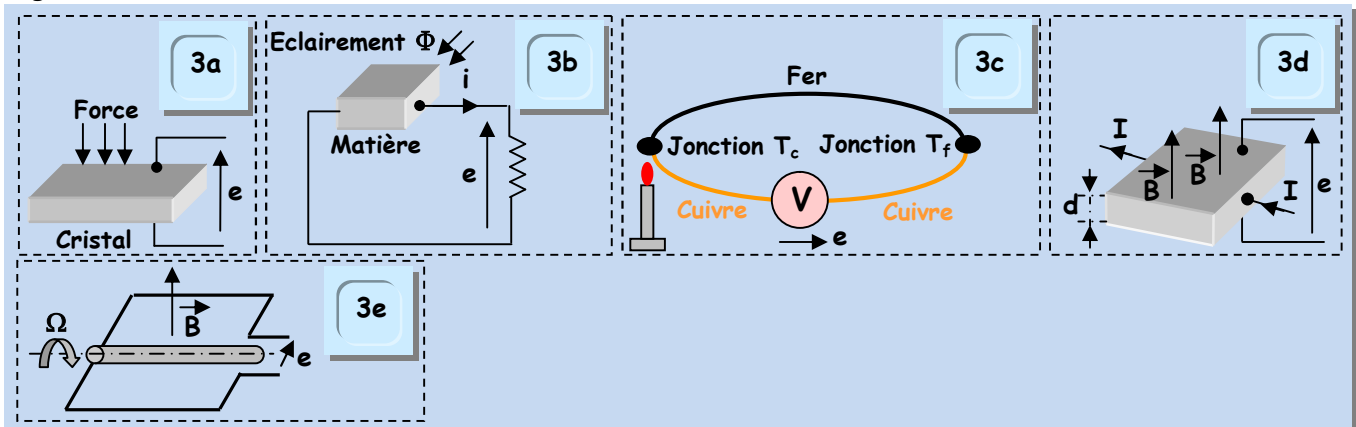 3a
Force
e
Cristal
Eclairement Φ
3b
i
Matière
e
3c
Fer
Jonction Tc Jonction Tf
V
Cuivre Cuivre
e
3d
I
B B
I
e
d
3e
Ω
B
e